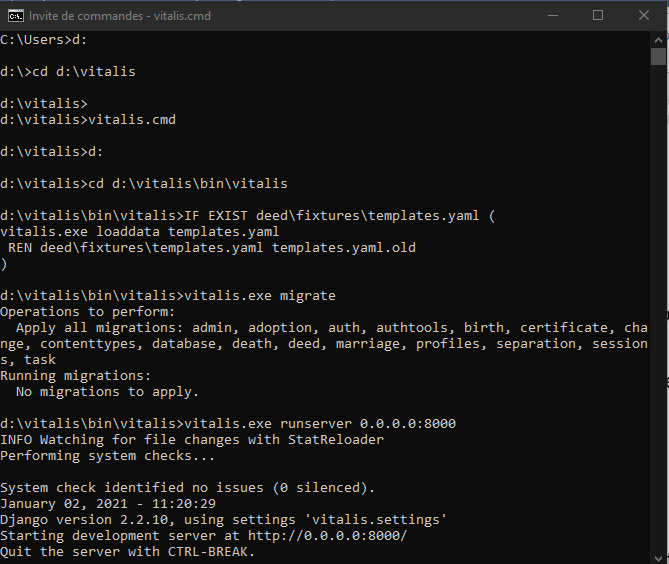 Invite de commandes - vitalis.cmd
C:\Users>d:
d:\>cd d:\vitalis
d:\vitalis>
d:\vitalis>vitalis.cmd
d:\vitalis>d:
d:\vitalis>cd d:\vitalis\bin\vitalis
d:\vitalis\bin\vitalis>IF EXIST deed\fixtures\templates.yaml (
vitalis.exe loaddata templates.yaml
 REN deed\fixtures\templates.yaml templates.yaml.old
)
d:\vitalis\bin\vitalis>vitalis.exe migrate
Operations to perform:
  Apply all migrations: admin, adoption, auth, authtools, birth, certificate, cha
nge, contenttypes, database, death, deed, marriage, profiles, separation, session
s, task
Running migrations:
  No migrations to apply.
d:\vitalis\bin\vitalis>vitalis.exe runserver 0.0.0.0:8000
INFO Watching for file changes with StatReloader
Performing system checks...
System check identified no issues (0 silenced).
January 02, 2021 - 11:20:29
Django version 2.2.10, using settings 'vitalis.settings'
Starting development server at http://0.0.0.0:8000/
Quit the server with CTRL-BREAK.